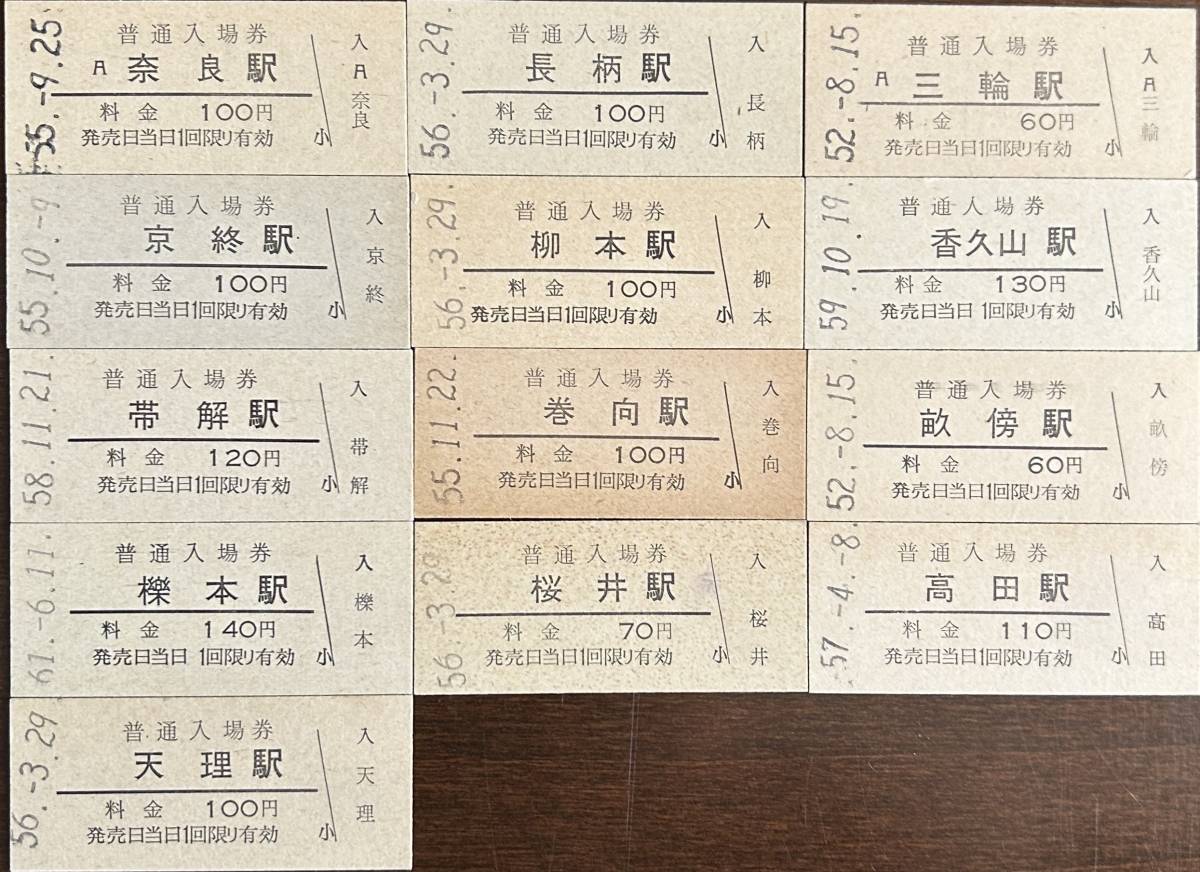 55.-9.25
普通入場券
A 奈良駅
料金 100円
発売日当日1回限り有効
小
入
A
奈良
56.-3.29.
普通入場券
長柄駅
料金 100円
発売日当日1回限り有効
小
入
長柄
52.-8.15.
普通入場券
A 三輪駅
料金 60円
発売日当日1回限り有効
小
入
A
三輪
55.10.-9.
普通入場券
京終駅
料金 100円
発売日当日1回限り有効
小
入
京終
56.-3.29.
普通入場券
柳本駅
料金 100円
発売日当日1回限り有効
小
入
柳本
59.10.19.
普通入場券
香久山駅
料金 130円
発売日当日1回限り有効
小
入
香久山
58.11.21.
普通入場券
帯解駅
料金 120円
発売日当日1回限り有効
小
入
帯解
55.11.22.
普通入場券
巻向駅
料金 100円
発売日当日1回限り有効
小
入
巻向
52.-8.15.
普通入場券
畝傍駅
料金 60円
発売日当日1回限り有効
小
入
畝傍
61.-6.11.
普通入場券
櫟本駅
料金 140円
発売日当日1回限り有効
小
入
櫟本
56.-3.29.
普通入場券
桜井駅
料金 70円
発売日当日1回限り有効
小
入
桜井
57.-4.-8.
普通入場券
高田駅
料金 110円
発売日当日1回限り有効
小
入
高田
56.-3.29
普通入場券
天理駅
料金 100円
発売日当日1回限り有効
小
入
天理